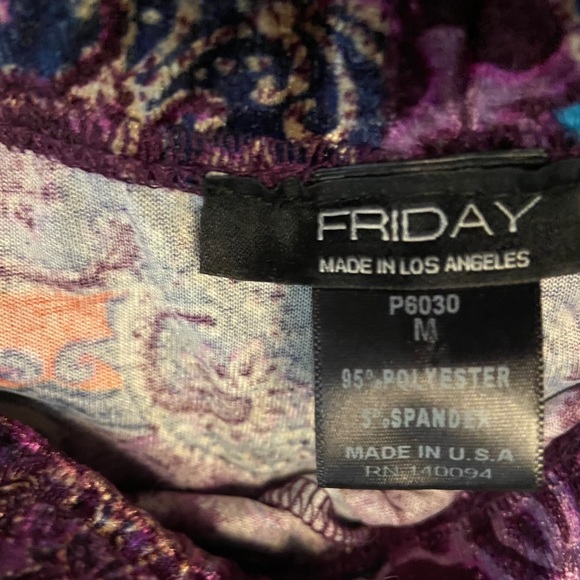 FRIDAY
MADE IN LOS ANGELES
P6030
M
95%POLYESTER
5%SPANDEX
MADE IN U.S.A
RN 140094